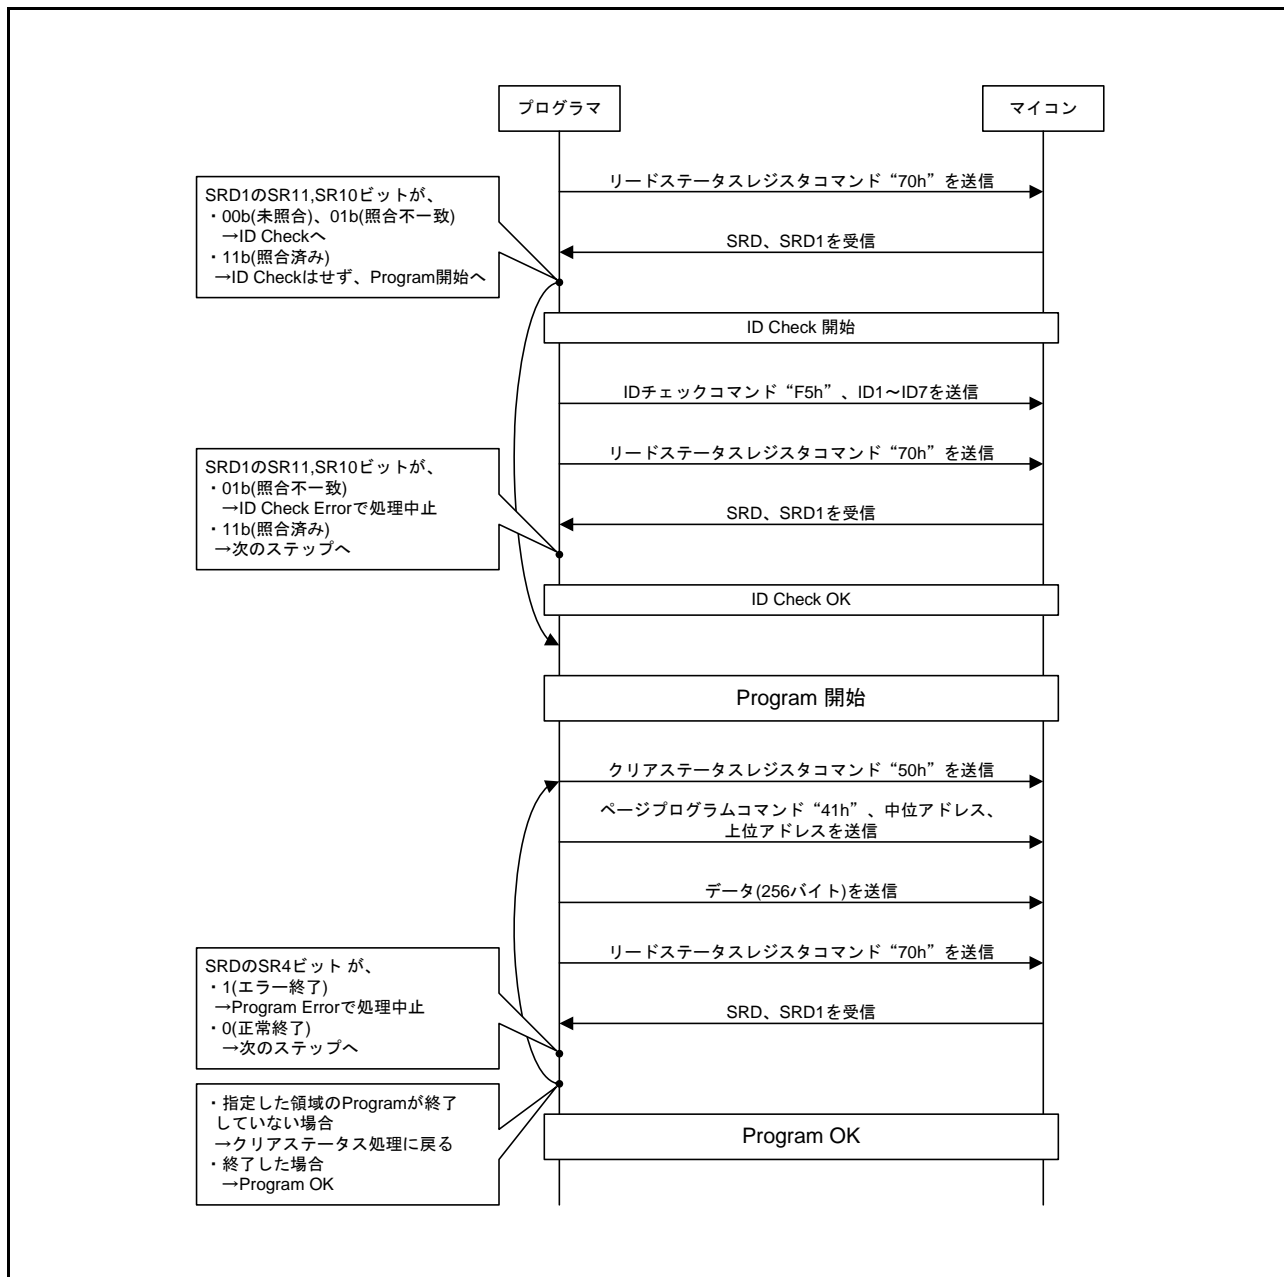 プログラマ
マイコン
リードステータスレジスタコマンド“70h”を送信
SRD1のSR11,SR10ビットが、
・00b(未照合)、01b(照合不一致)
→ID Checkへ
・11b(照合済み)
→ID Checkはせず、Program開始へ
SRD、SRD1を受信
ID Check 開始
IDチェックコマンド“F5h”、ID1～ID7を送信
リードステータスレジスタコマンド“70h”を送信
SRD1のSR11,SR10ビットが、
・01b(照合不一致)
→ID Check Errorで処理中止
・11b(照合済み)
→次のステップへ
SRD、SRD1を受信
ID Check OK
Program 開始
クリアステータスレジスタコマンド“50h”を送信
ページプログラムコマンド“41h”、中位アドレス、
上位アドレスを送信
データ(256バイト)を送信
リードステータスレジスタコマンド“70h”を送信
SRDのSR4ビット が、
・1(エラー終了)
→Program Errorで処理中止
・0(正常終了)
→次のステップへ
SRD、SRD1を受信
・指定した領域のProgramが終了
していない場合
→クリアステータス処理に戻る
・終了した場合
→Program OK
Program OK